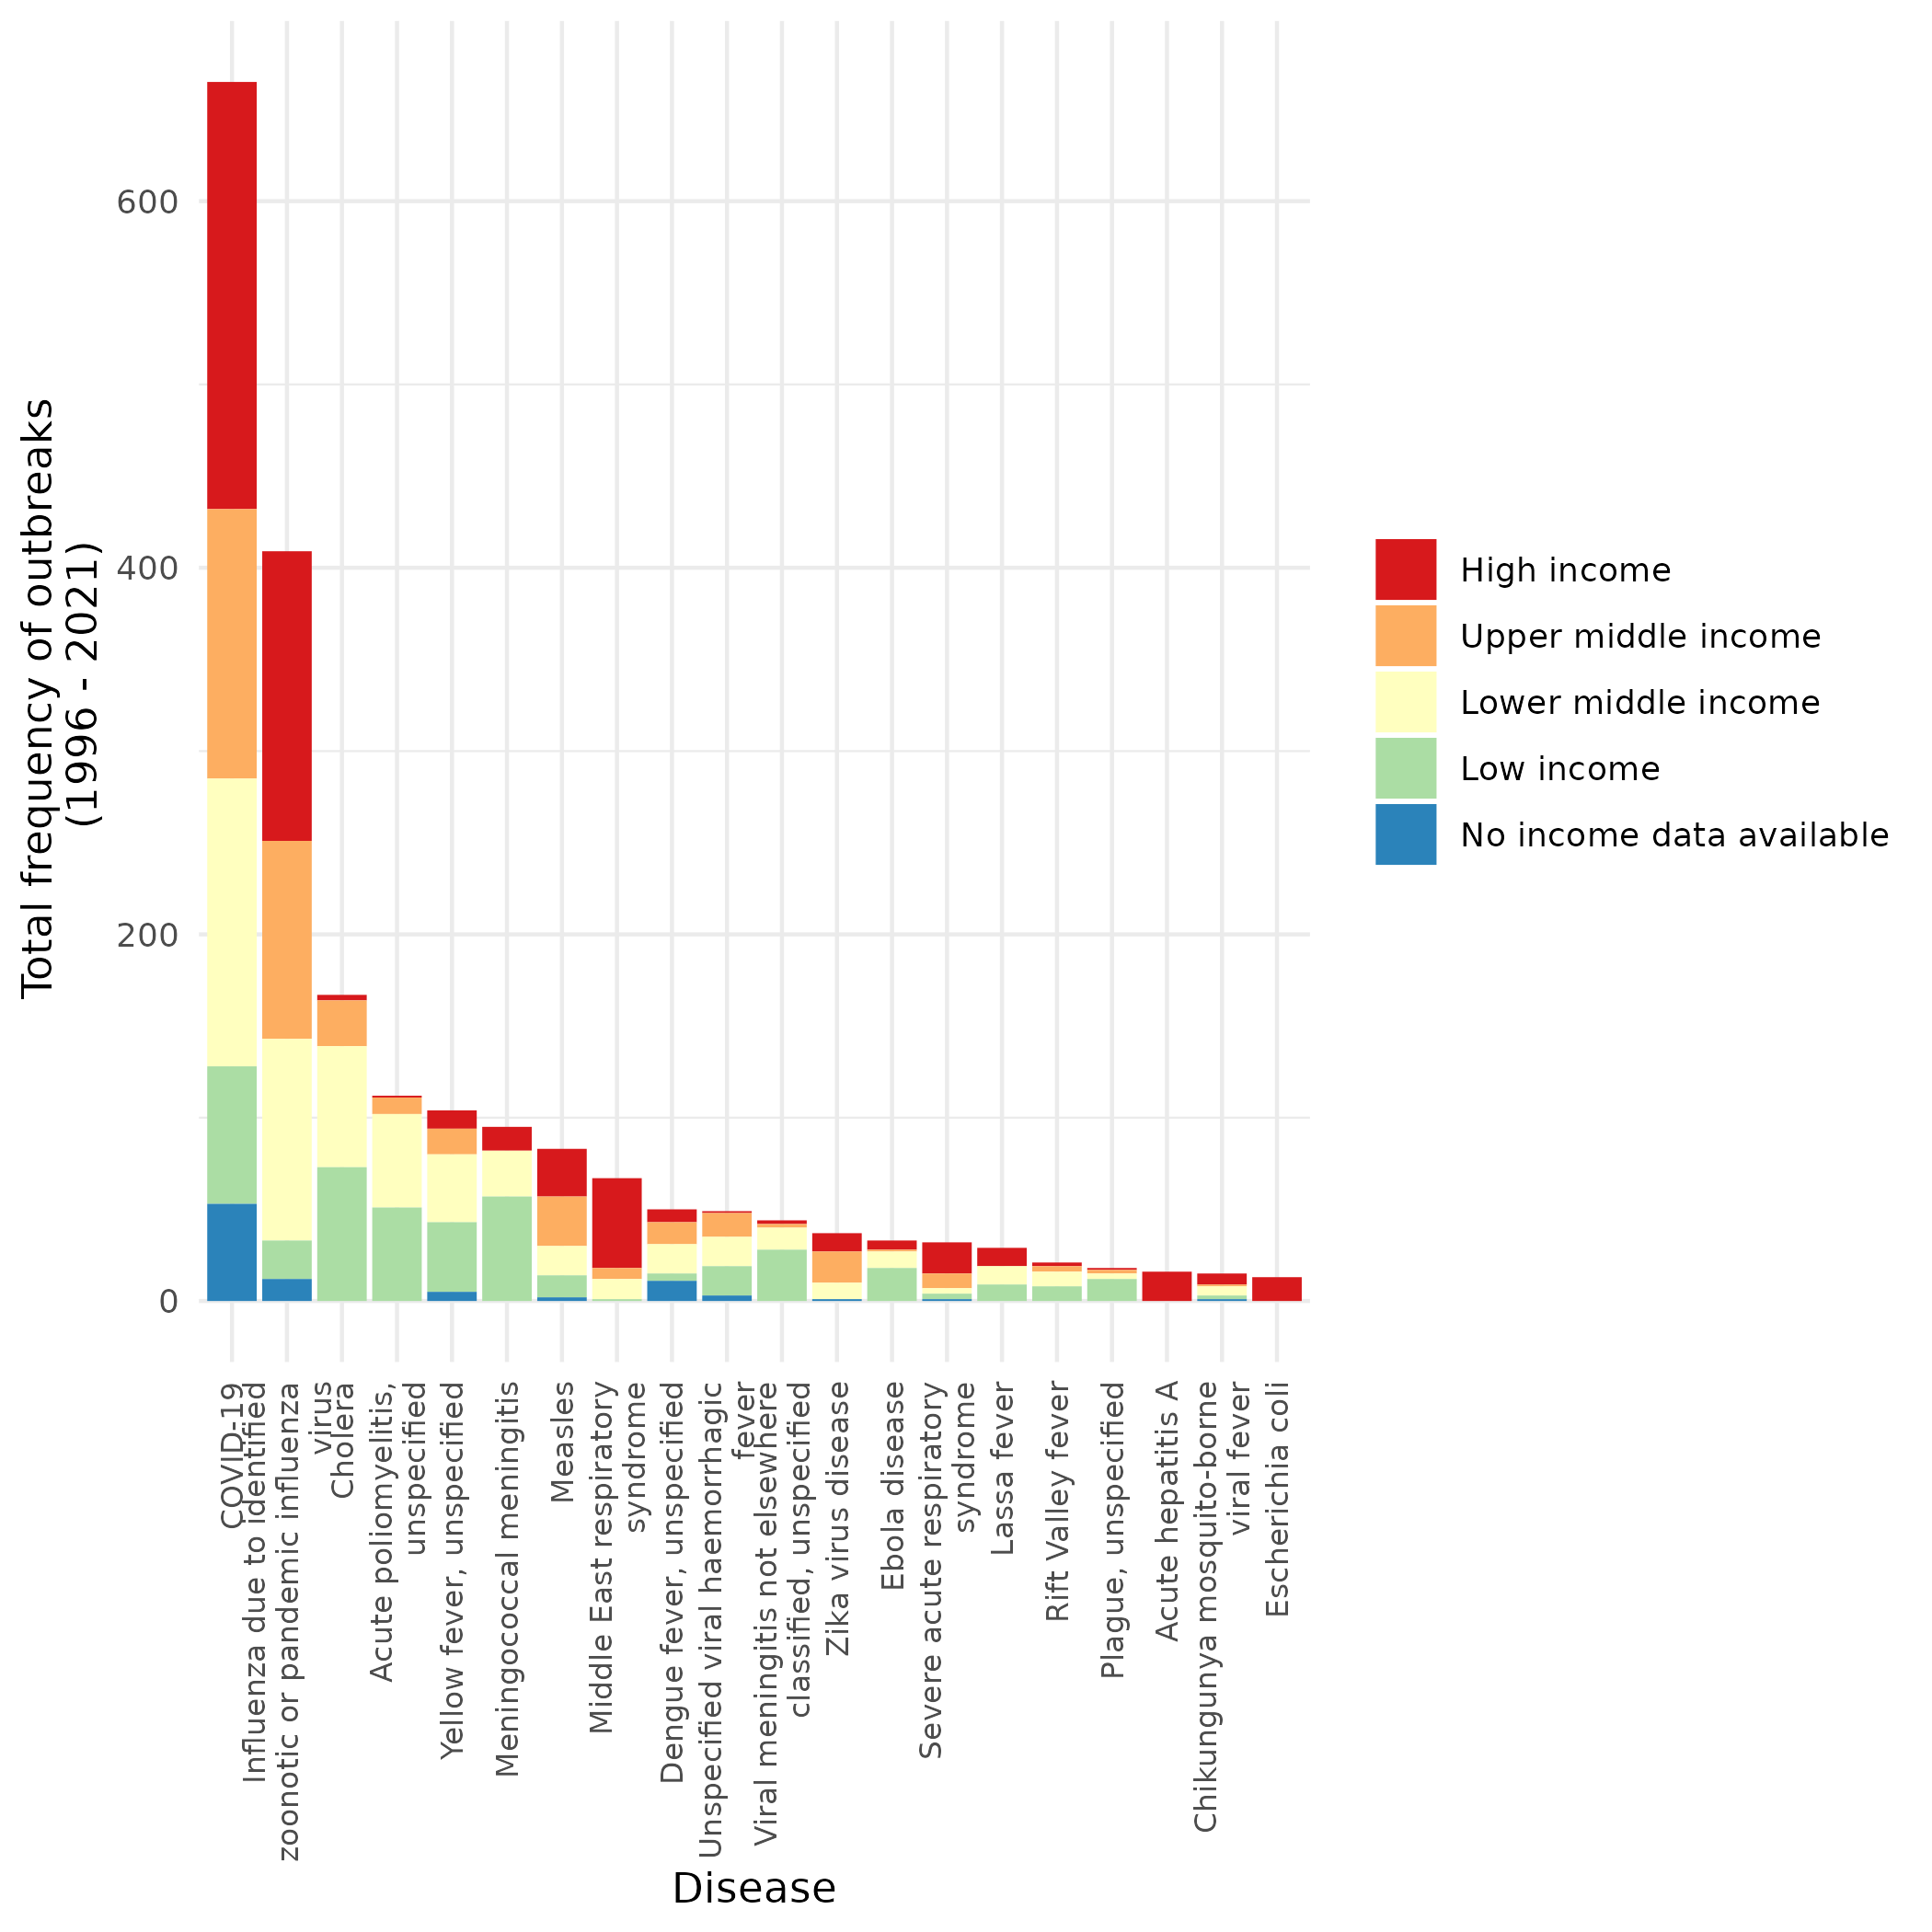 Total frequency of outbreaks
(1996 - 2021)
600
400
200
0
COVID-19
Influenza due to identified
zoonotic or pandemic influenza
virus
Cholera
Acute poliomyelitis,
unspecified
Yellow fever, unspecified
Meningococcal meningitis
Measles
Middle East respiratory
syndrome
Dengue fever, unspecified
Unspecified viral haemorrhagic
fever
Viral meningitis not elsewhere
classified, unspecified
Zika virus disease
Ebola disease
Severe acute respiratory
syndrome
Lassa fever
Rift Valley fever
Plague, unspecified
Acute hepatitis A
Chikungunya mosquito-borne
viral fever
Escherichia coli
Disease
High income
Upper middle income
Lower middle income
Low income
No income data available